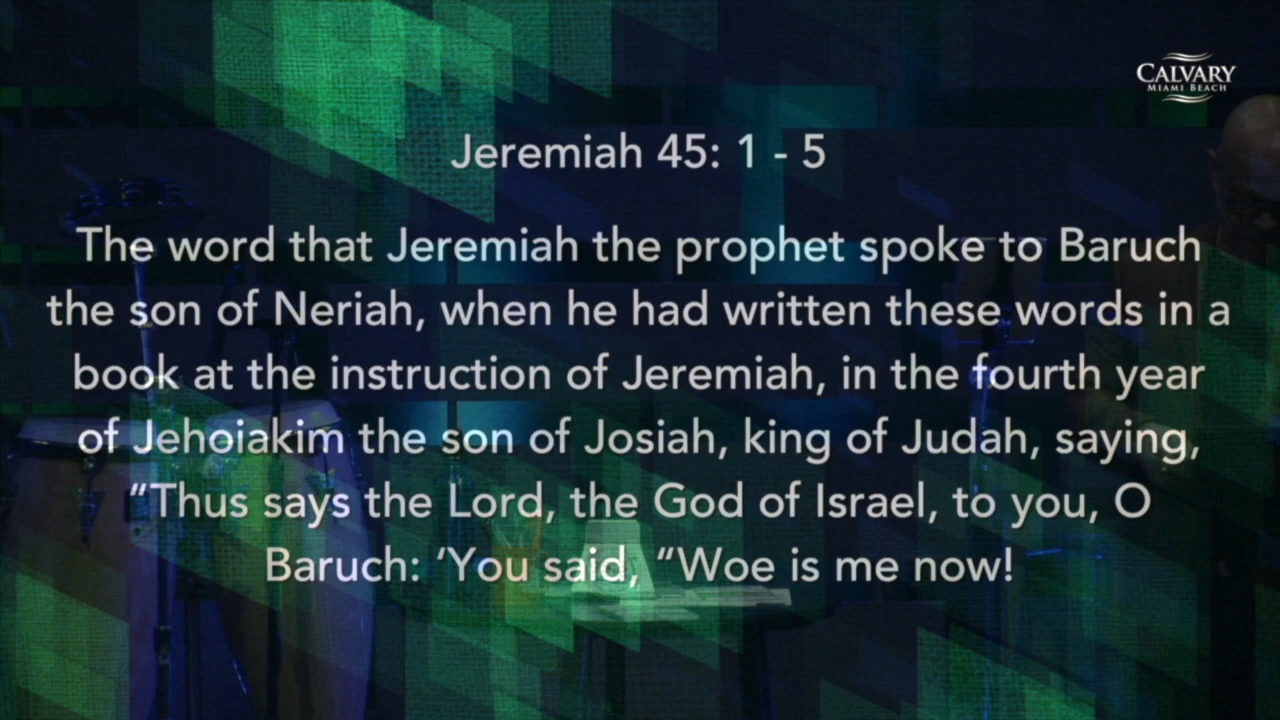 CALVARY
MIAMI BEACH
Jeremiah 45: 1 - 5
The word that Jeremiah the prophet spoke to Baruch
the son of Neriah, when he had written these words in a
book at the instruction of Jeremiah, in the fourth year
of Jehoiakim the son of Josiah, king of Judah, saying,
“Thus says the Lord, the God of Israel, to you, O
Baruch: ‘You said, “Woe is me now!